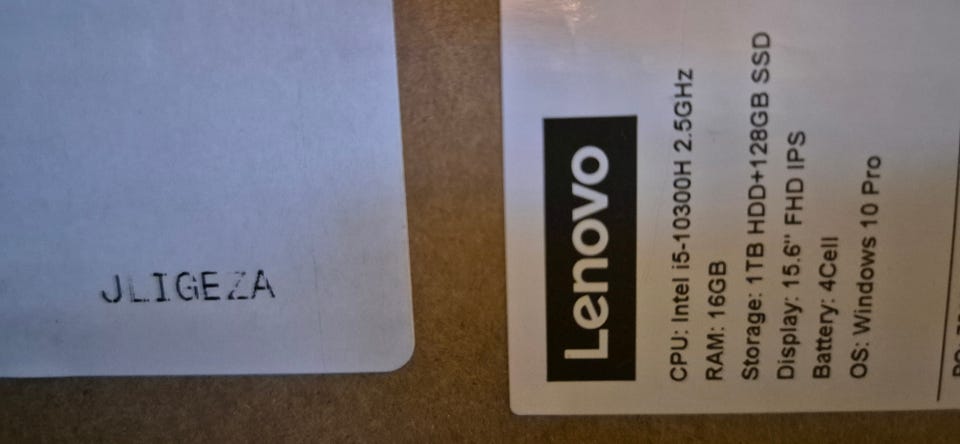 JLIGEZA
Lenovo
CPU: Intel i5-10300H 2.5GHz
RAM: 16GB
Storage: 1TB HDD+128GB SSD
Display: 15.6" FHD IPS
Battery: 4Cell
OS: Windows 10 Pro